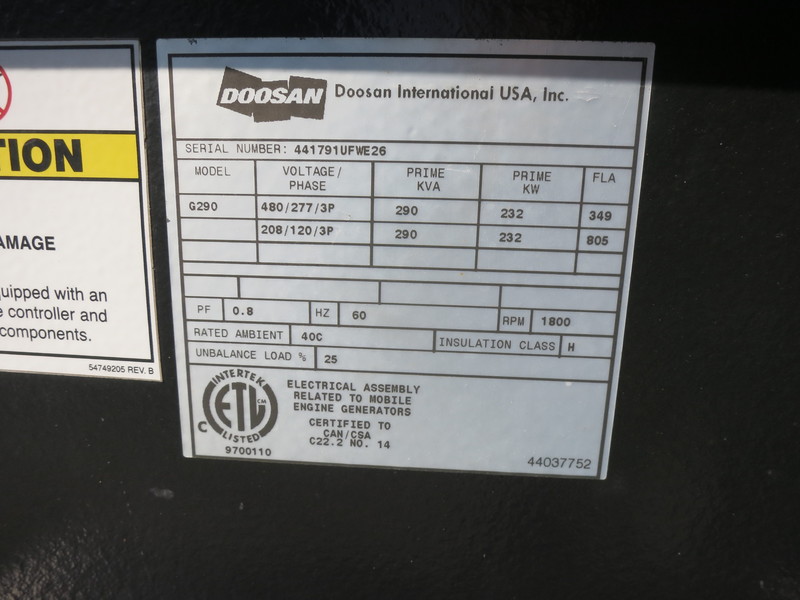 TION
AMAGE
quipped with an
e controller and
components.
54749205 REV. B
DOOSAN Doosan International USA, Inc.
SERIAL NUMBER: 441791UFWE26
MODEL VOLTAGE/PHASE PRIME KVA PRIME KW FLA
G290 480/277/3P 290 232 349
208/120/3P 290 232 805
PF 0.8 HZ 60 RPM 1800
RATED AMBIENT 40C INSULATION CLASS H
UNBALANCE LOAD % 25
INTERTEK
ETL CM
C LISTED
9700110
ELECTRICAL ASSEMBLY
RELATED TO MOBILE
ENGINE GENERATORS
CERTIFIED TO
CAN/CSA
C22.2 NO. 14
44037752